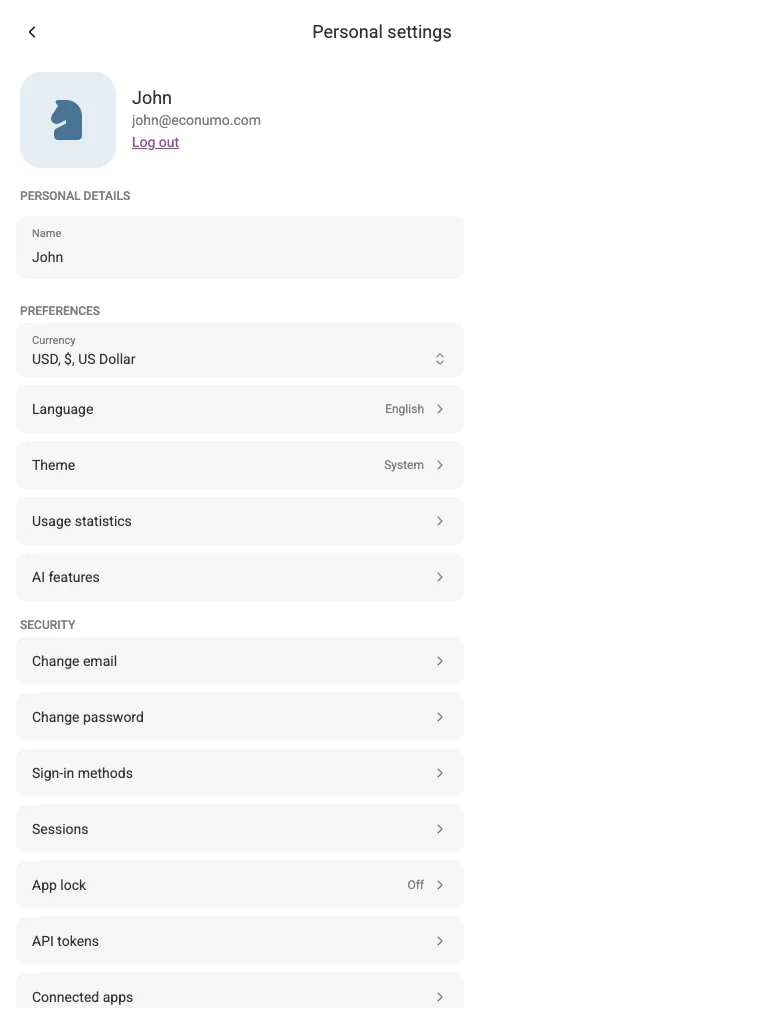 Personal settings
John
john@econumo.com
Log out
PERSONAL DETAILS
Name
John
PREFERENCES
Currency
USD, $, US Dollar
Language English
Theme System
Usage statistics
AI features
SECURITY
Change email
Change password
Sign-in methods
Sessions
App lock Off
API tokens
Connected apps